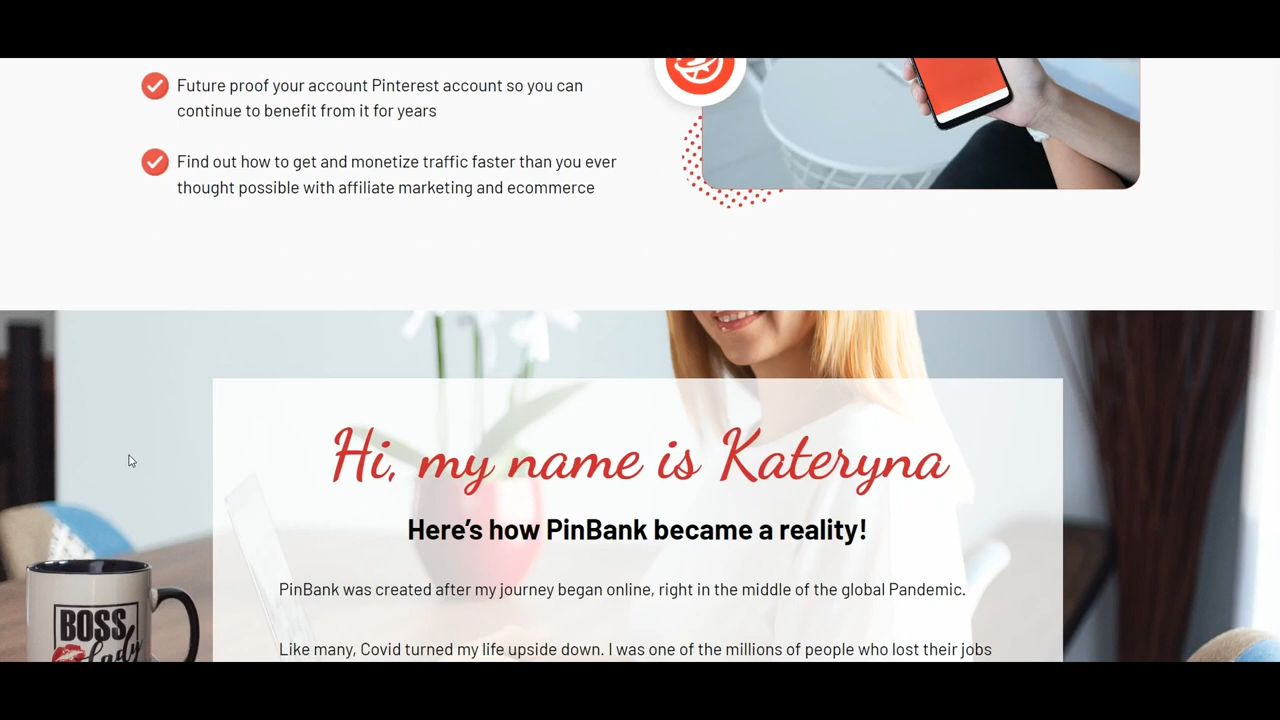 Future proof your account Pinterest account so you can
continue to benefit from it for years
Find out how to get and monetize traffic faster than you ever
thought possible with affiliate marketing and ecommerce
Hi, my name is Kateryna
Here's how PinBank became a reality!
PinBank was created after my journey began online, right in the middle of the global Pandemic.
Like many, Covid turned my life upside down. I was one of the millions of people who lost their jobs
BOSS
Lady